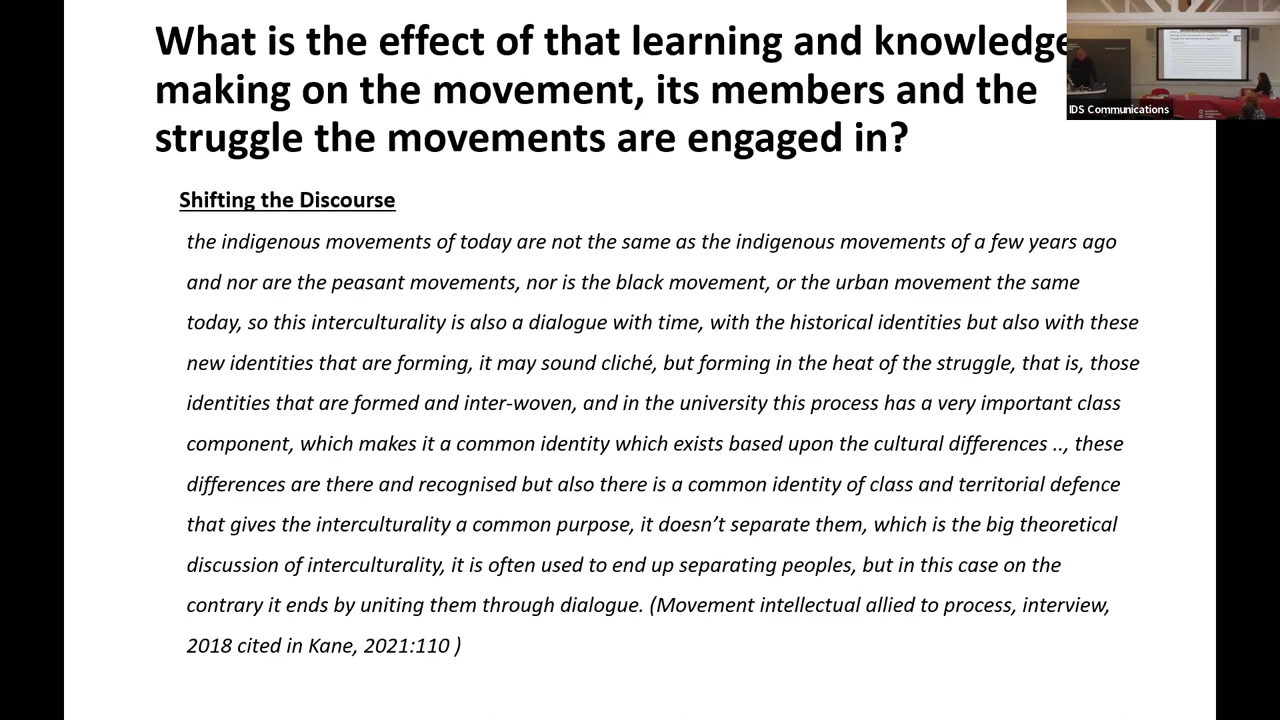 What is the effect of that learning and knowledge
making on the movement, its members and the
struggle the movements are engaged in?
IDS Communications
Shifting the Discourse
the indigenous movements of today are not the same as the indigenous movements of a few years ago
and nor are the peasant movements, nor is the black movement, or the urban movement the same
today, so this interculturality is also a dialogue with time, with the historical identities but also with these
new identities that are forming, it may sound cliché, but forming in the heat of the struggle, that is, those
identities that are formed and inter-woven, and in the university this process has a very important class
component, which makes it a common identity which exists based upon the cultural differences .., these
differences are there and recognised but also there is a common identity of class and territorial defence
that gives the interculturality a common purpose, it doesn’t separate them, which is the big theoretical
discussion of interculturality, it is often used to end up separating peoples, but in this case on the
contrary it ends by uniting them through dialogue. (Movement intellectual allied to process, interview,
2018 cited in Kane, 2021:110 )